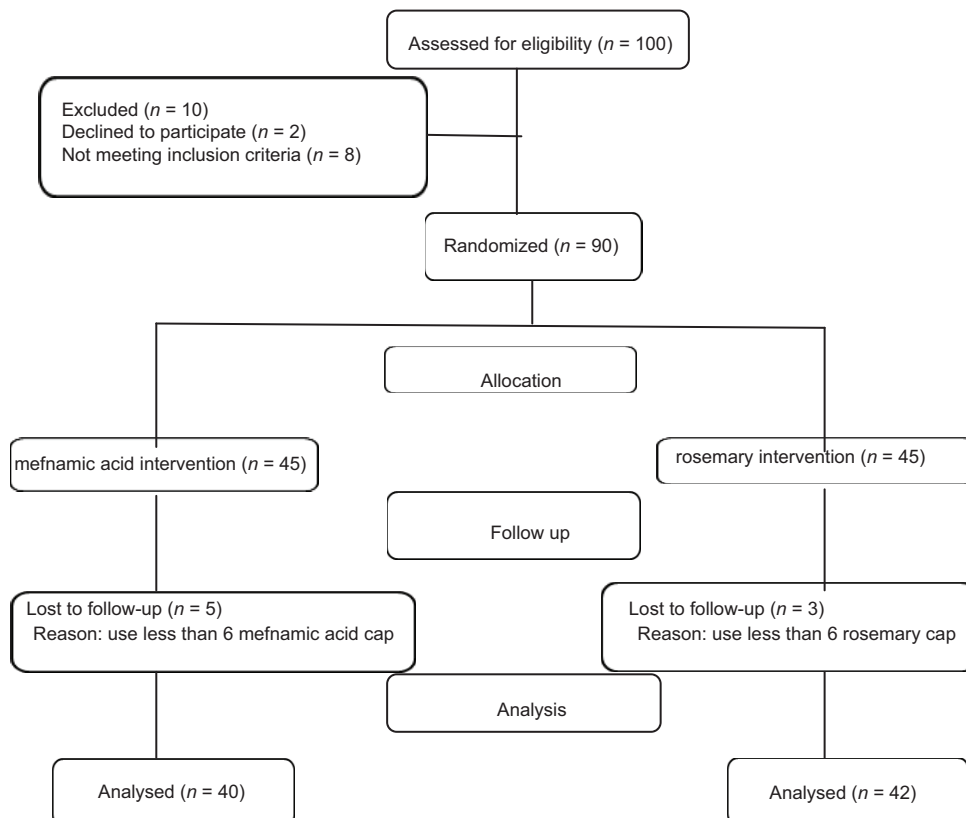 Assessed for eligibility (n = 100)
Excluded (n = 10)
Declined to participate (n = 2)
Not meeting inclusion criteria (n = 8)
Randomized (n = 90)
Allocation
mefnamic acid intervention (n = 45)
rosemary intervention (n = 45)
Follow up
Lost to follow-up (n = 5)
Reason: use less than 6 mefnamic acid cap
Lost to follow-up (n = 3)
Reason: use less than 6 rosemary cap
Analysis
Analysed (n = 40)
Analysed (n = 42)